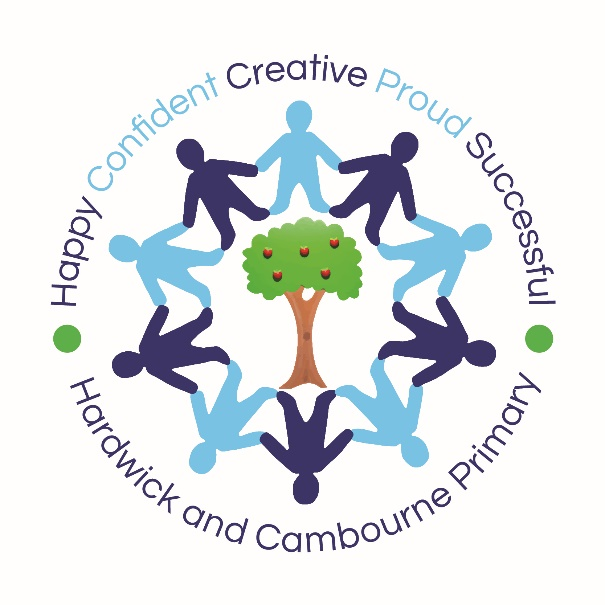 Happy Confident Creative Proud Successful
Hardwick and Cambourne Primary